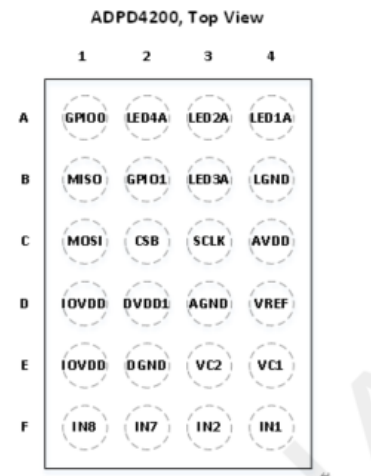 ADPD4200, Top View
1 2 3 4
A GPIO0 LED4A LED2A LED1A
B MISO GPIO1 LED3A LGND
C MOSI CSB SCLK AVDD
D IOVDD DVDD1 AGND VREF
E IOVDD DGND VC2 VC1
F IN8 IN7 IN2 IN1